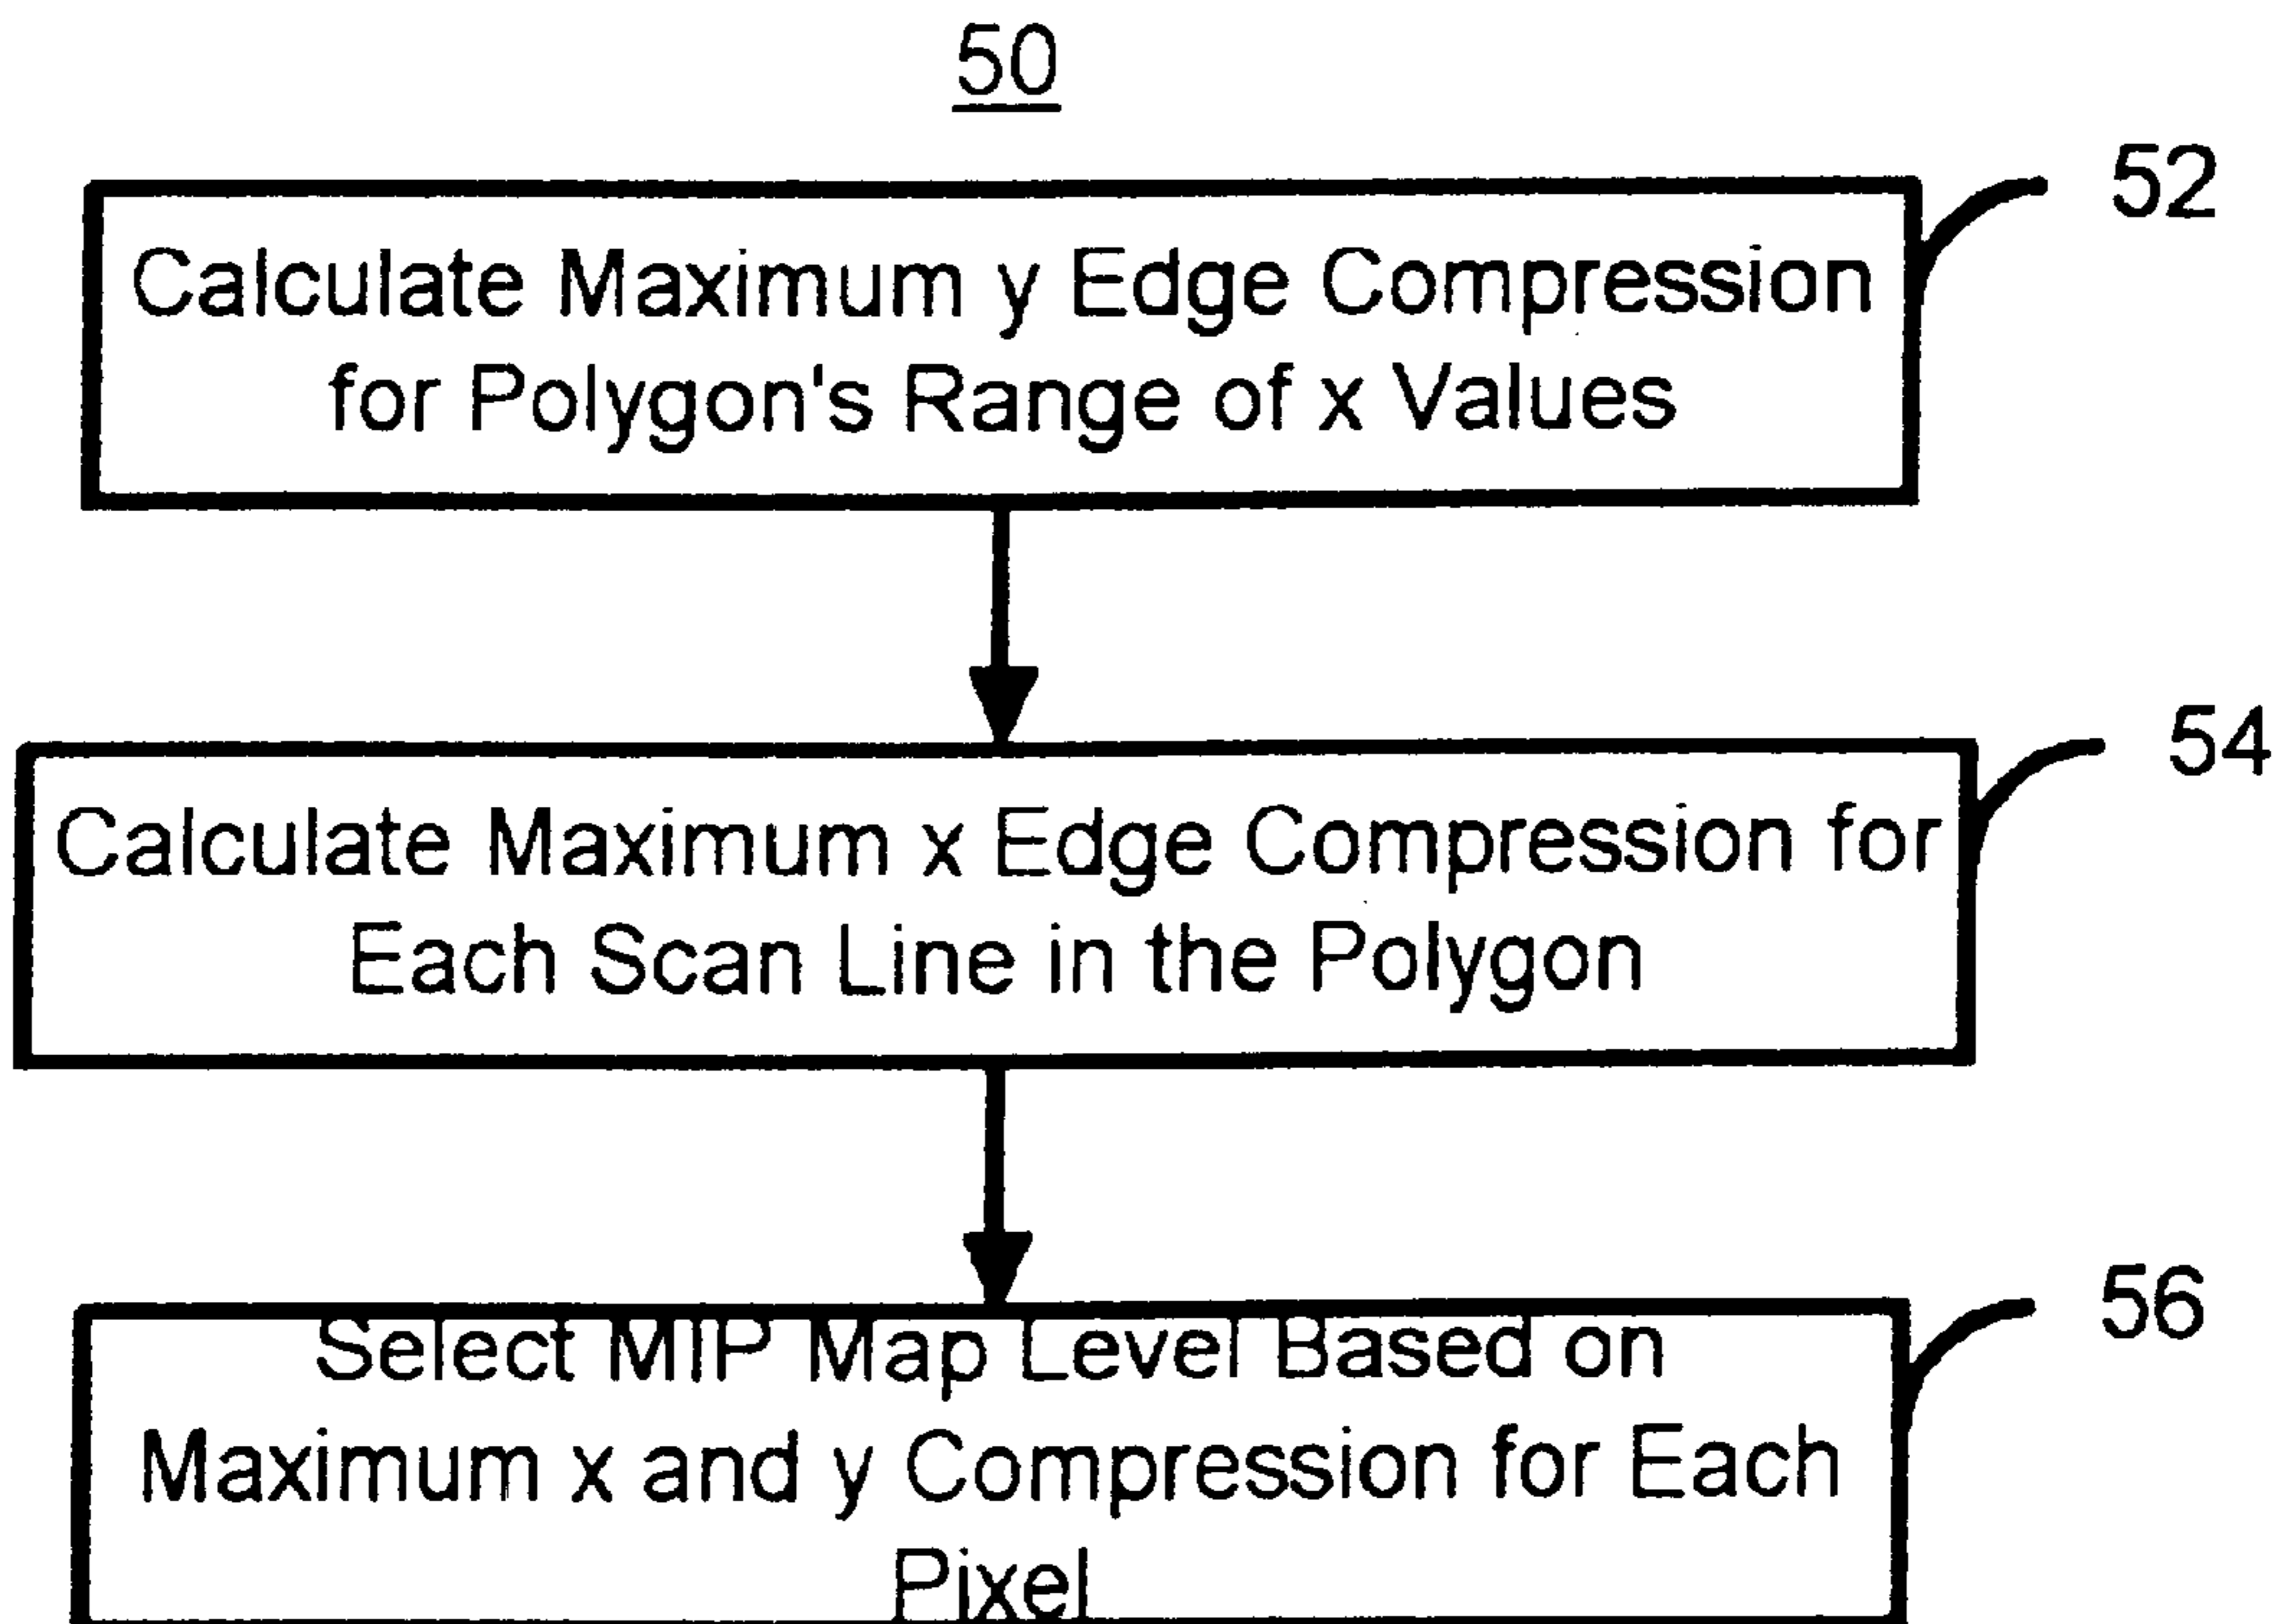 50
52
Calculate Maximum y Edge Compression
for Polygon's Range of x Values
54
Calculate Maximum x Edge Compression for
Each Scan Line in the Polygon
56
Select MIP Map Level Based on
Maximum x and y Compression for Each
Pixel